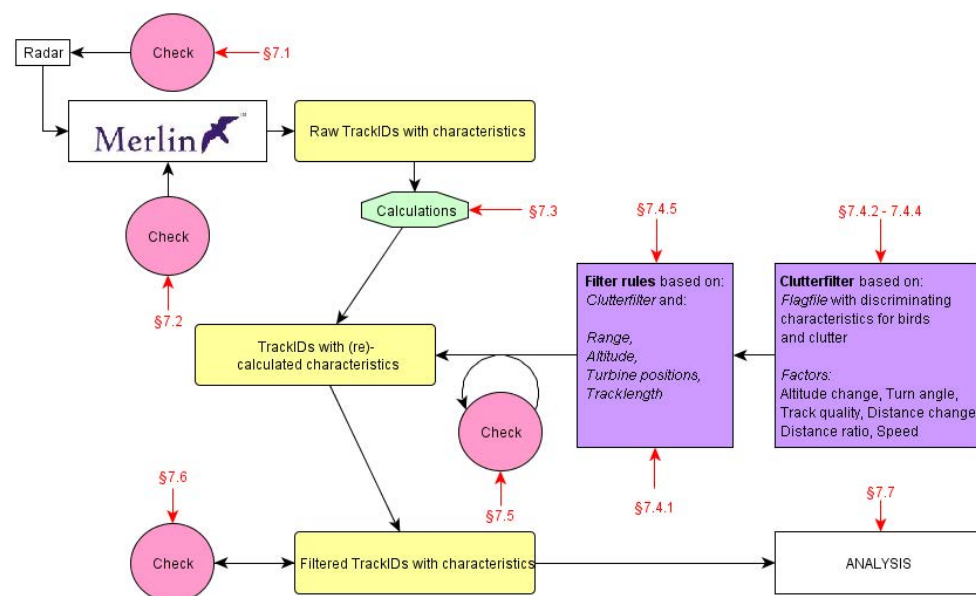 Check
Radar
§7.1
Merlin™
Raw TrackIDs with characteristics
Calculations
§7.3
§7.4.5
§7.4.2 - 7.4.4
Check
§7.2
Filter rules based on:
Clutterfilter and:
Range,
Altitude,
Turbine positions,
Tracklength
Clutterfilter based on:
Flagfile with discriminating
characteristics for birds
and clutter
Factors:
Altitude change, Turn angle,
Track quality, Distance change
Distance ratio, Speed
TrackIDs with (re)-
calculated characteristics
Check
§7.6
§7.5
§7.4.1
§7.7
Check
Filtered TrackIDs with characteristics
ANALYSIS